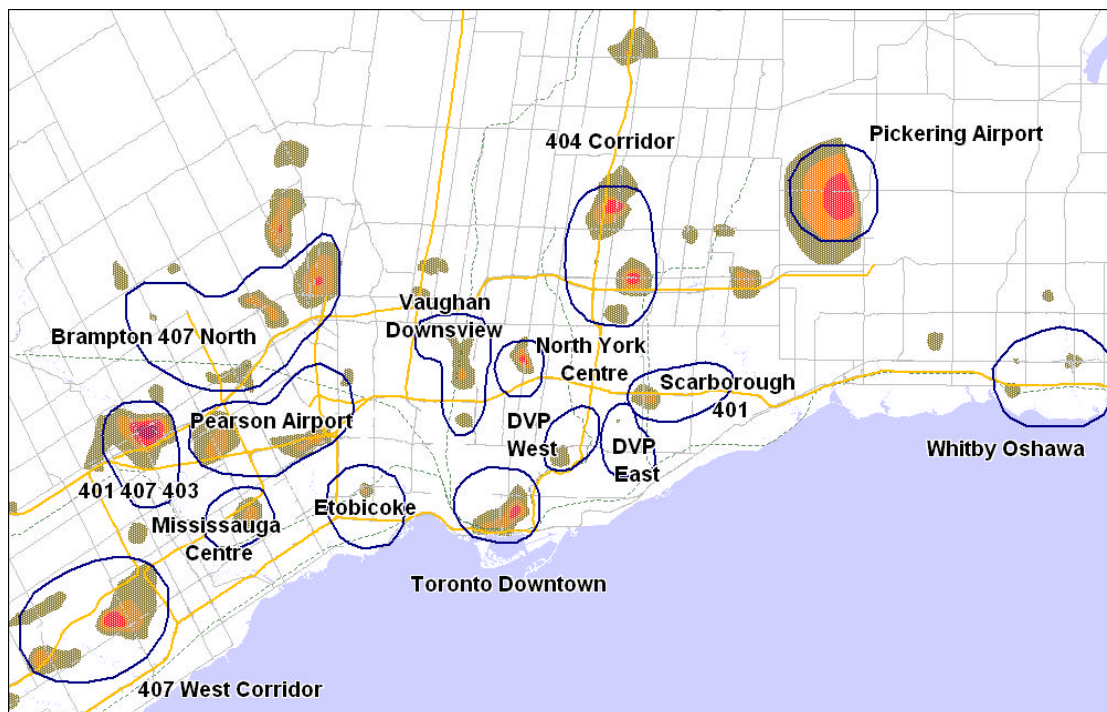 404 Corridor
Pickering Airport
Vaughan
Downsview
Brampton 407 North
North York
Centre
Scarborough
401
Pearson Airport
DVP
West
DVP
East
Whitby Oshawa
401 407 403
Mississauga
Centre
Etobicoke
Toronto Downtown
407 West Corridor